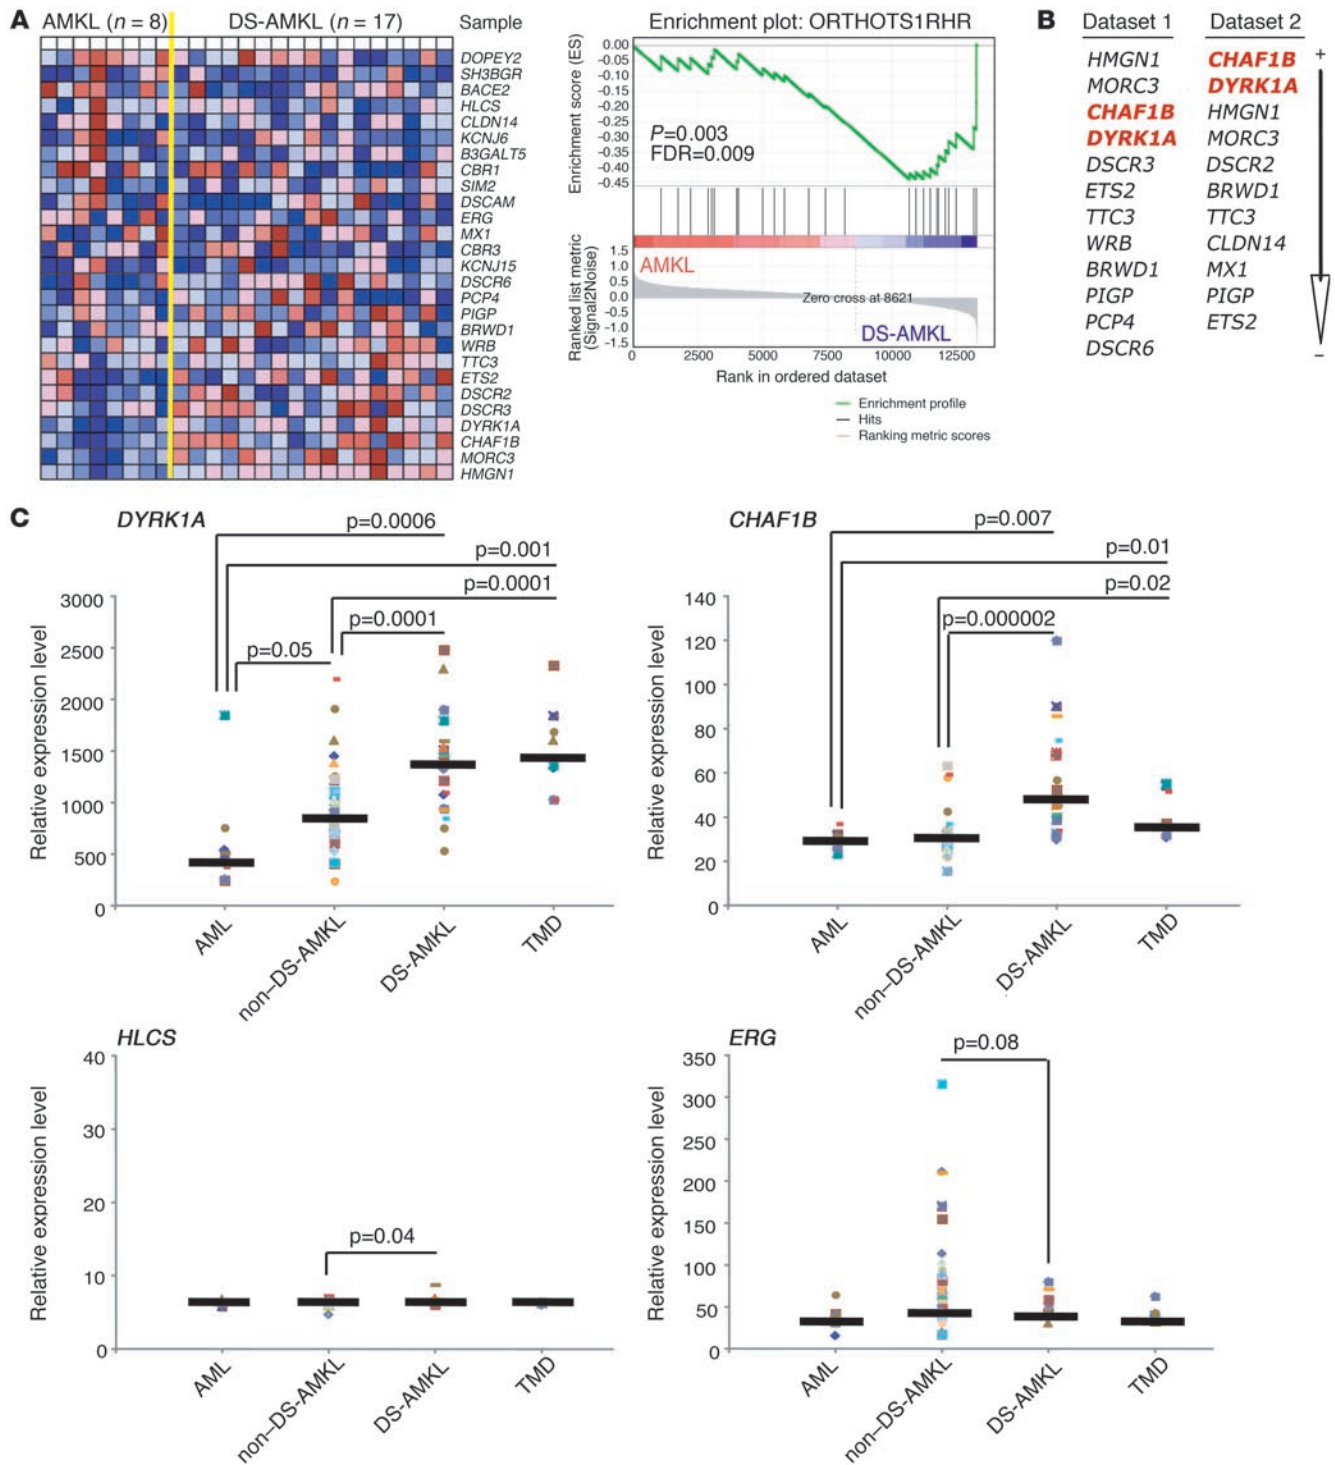 A
AMKL (n = 8)
DS-AMKL (n = 17)
Sample
DOPEY2
SH3BGR
BACE2
HLCS
CLDN14
KCNJ6
B3GALT5
CBR1
SIM2
DSCAM
ERG
MX1
CBR3
KCNJ15
DSCR6
PCP4
PIGP
BRWD1
WRB
TTC3
ETS2
DSCR2
DSCR3
DYRK1A
CHAF1B
MORC3
HMGN1
Enrichment plot: ORTHOTS1RHR
Enrichment score (ES)
0.00
−0.05
−0.10
−0.15
−0.20
−0.25
−0.30
−0.35
−0.40
−0.45
P=0.003
FDR=0.009
Ranked list metric
(Signal2Noise)
1.5
1.0
0.5
0.0
−0.5
−1.0
−1.5
AMKL
Zero cross at 8621
DS-AMKL
0 2500 5000 7500 10000 12500
Rank in ordered dataset
Enrichment profile
Hits
Ranking metric scores
B
Dataset 1
HMGN1
MORC3
CHAF1B
DYRK1A
DSCR3
ETS2
TTC3
WRB
BRWD1
PIGP
PCP4
DSCR6
Dataset 2
CHAF1B
DYRK1A
HMGN1
MORC3
DSCR2
BRWD1
TTC3
CLDN14
MX1
PIGP
ETS2
+
−
C
DYRK1A
p=0.0006
p=0.001
p=0.0001
p=0.0001
p=0.05
Relative expression level
3000
2500
2000
1500
1000
500
0
AML
non–DS-AMKL
DS-AMKL
TMD
CHAF1B
p=0.007
p=0.01
p=0.02
p=0.000002
Relative expression level
140
120
100
80
60
40
20
0
AML
non–DS-AMKL
DS-AMKL
TMD
HLCS
p=0.04
Relative expression level
40
30
20
10
0
AML
non–DS-AMKL
DS-AMKL
TMD
ERG
p=0.08
Relative expression level
350
300
250
200
150
100
50
0
AML
non–DS-AMKL
DS-AMKL
TMD